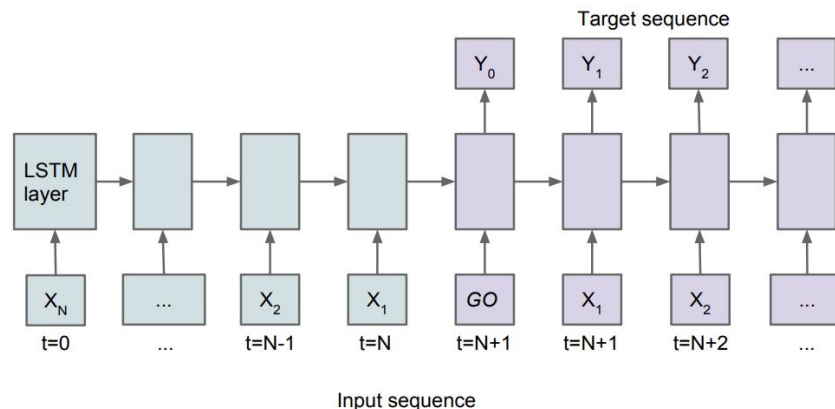 Target sequence
Y0 Y1 Y2 ...
LSTM
layer
XN ... X2 X1 GO X1 X2 ...
t=0 ... t=N-1 t=N t=N+1 t=N+1 t=N+2 ...
Input sequence